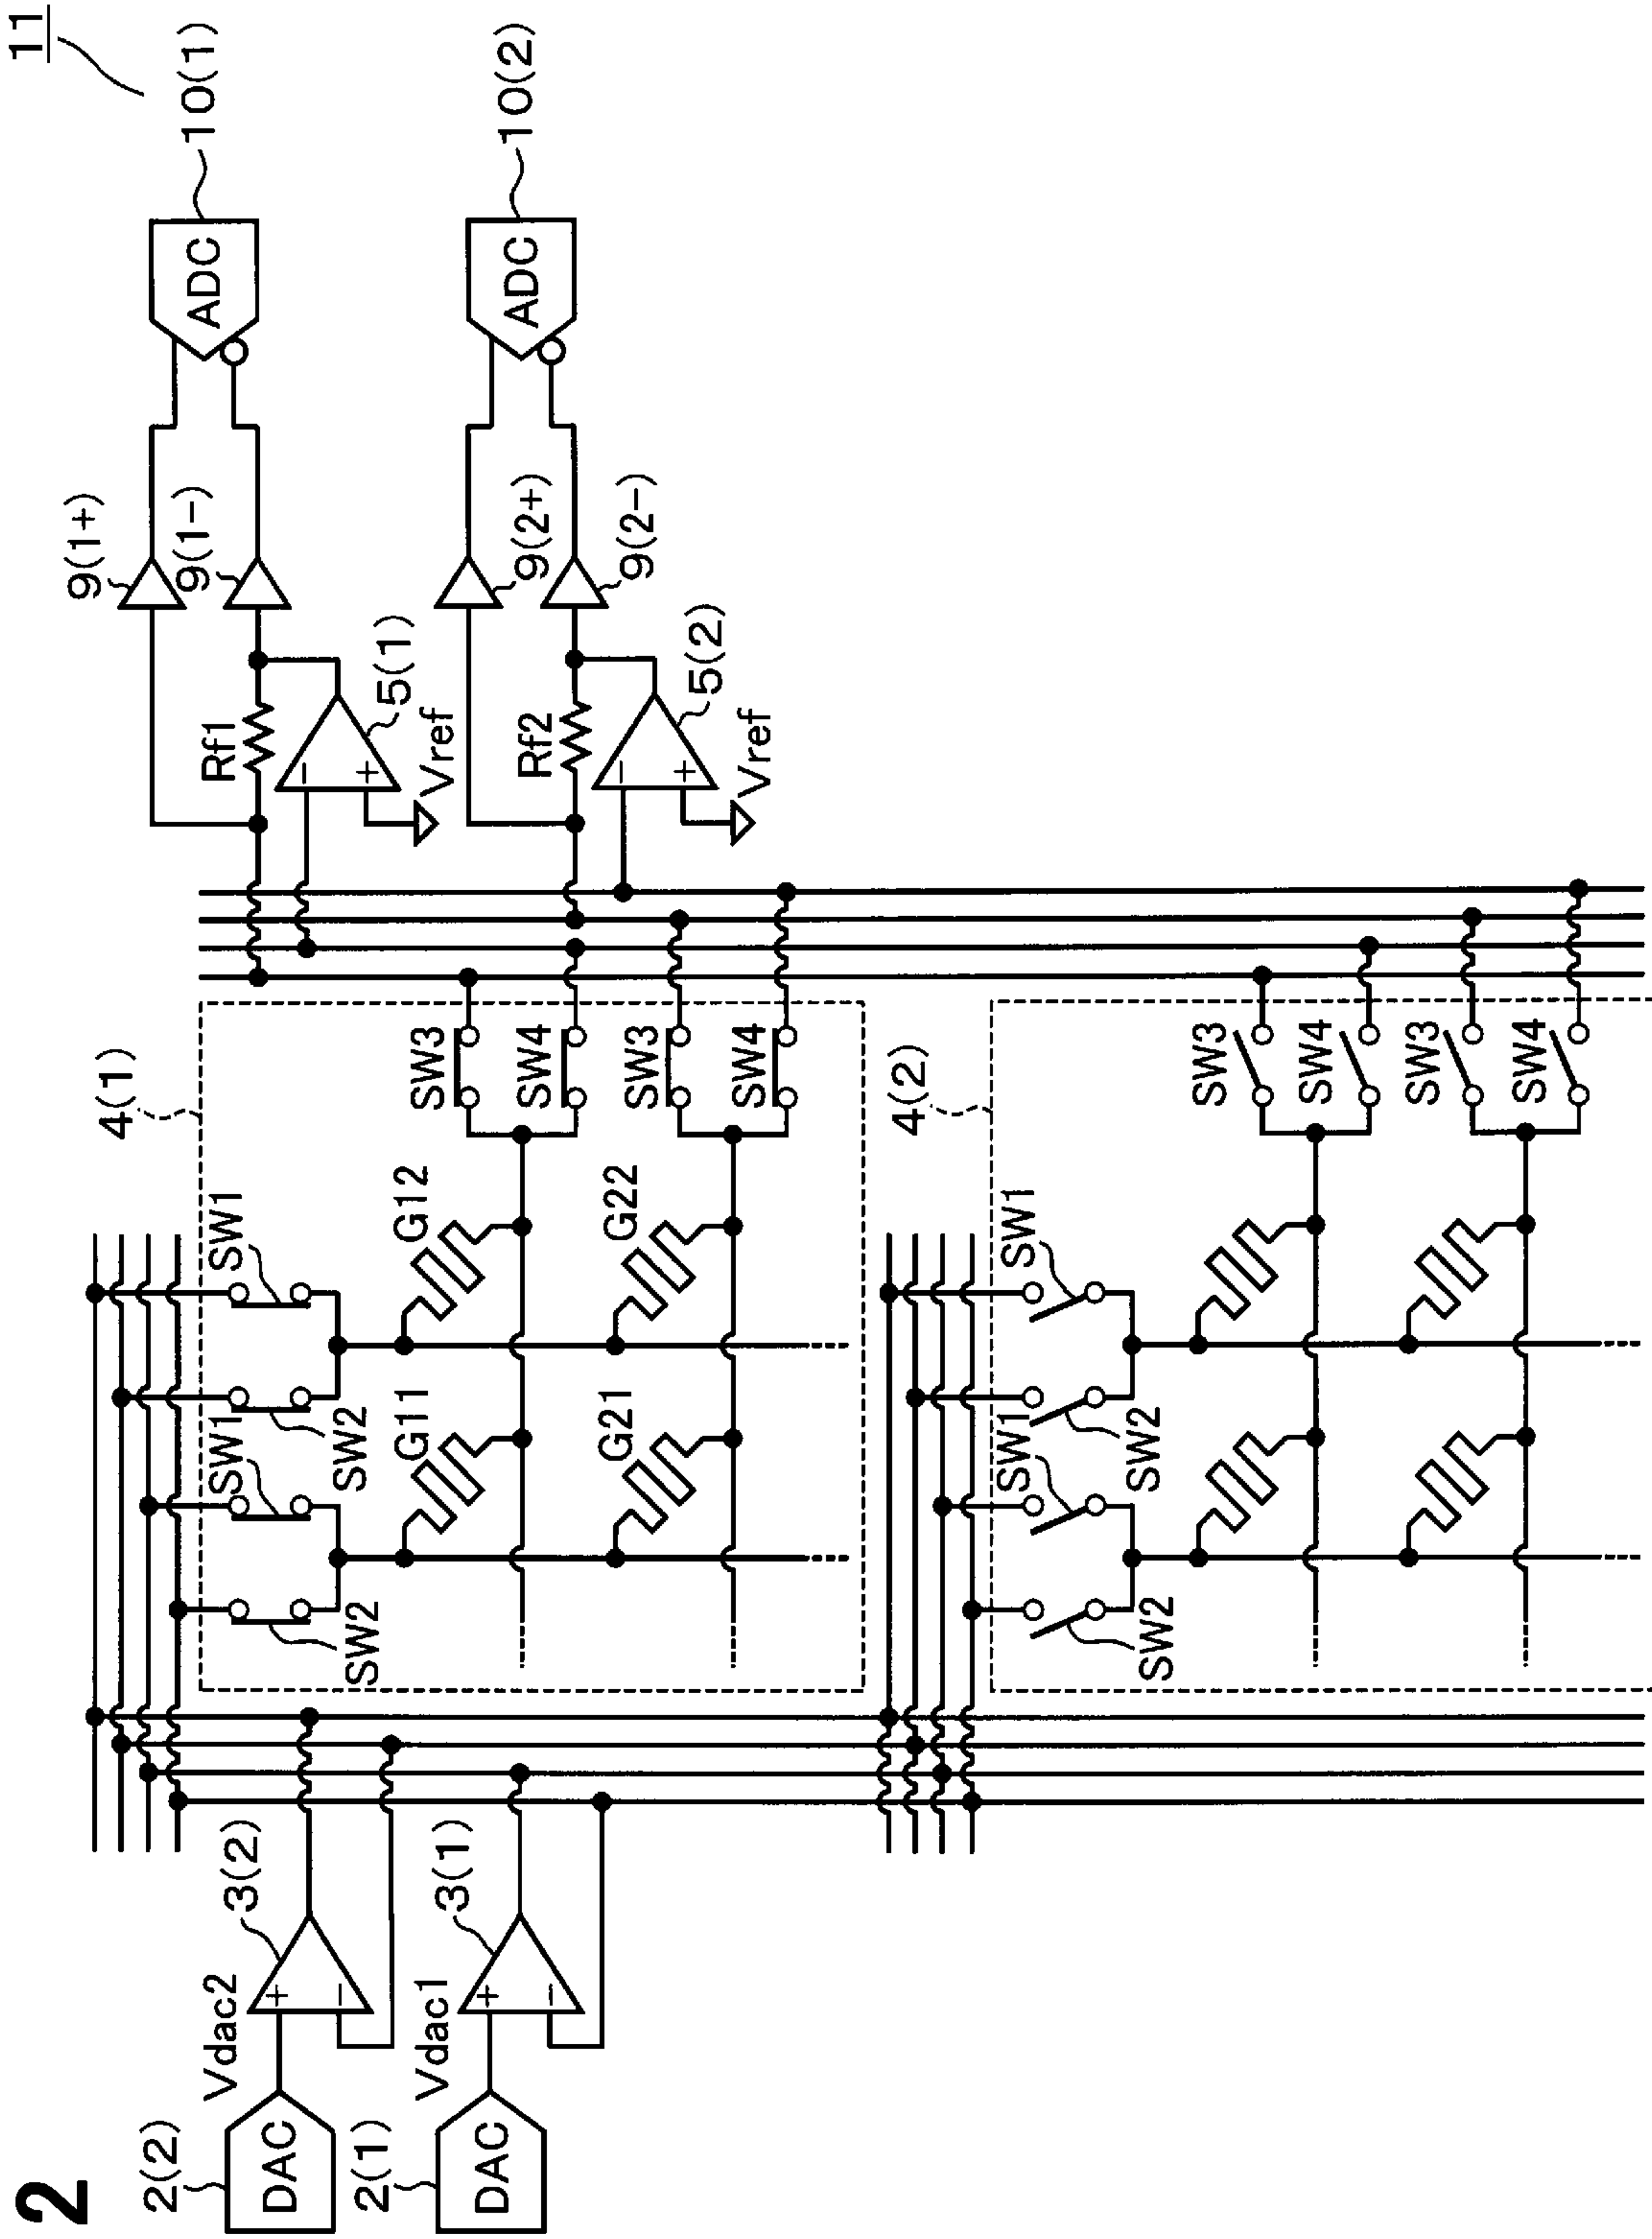 2
11
2(2)
DAC
Vdac2
3(2)
+
−
2(1)
DAC
Vdac1
3(1)
+
−
4(1)
SW2
SW1
SW2
SW1
G11
G12
G21
G22
SW3
SW4
SW3
SW4
4(2)
SW2
SW1
SW2
SW1
SW3
SW4
SW3
SW4
Rf1
−
+
5(1)
Vref
9(1+)
9(1-)
ADC
10(1)
Rf2
−
+
5(2)
Vref
9(2+)
9(2-)
ADC
10(2)